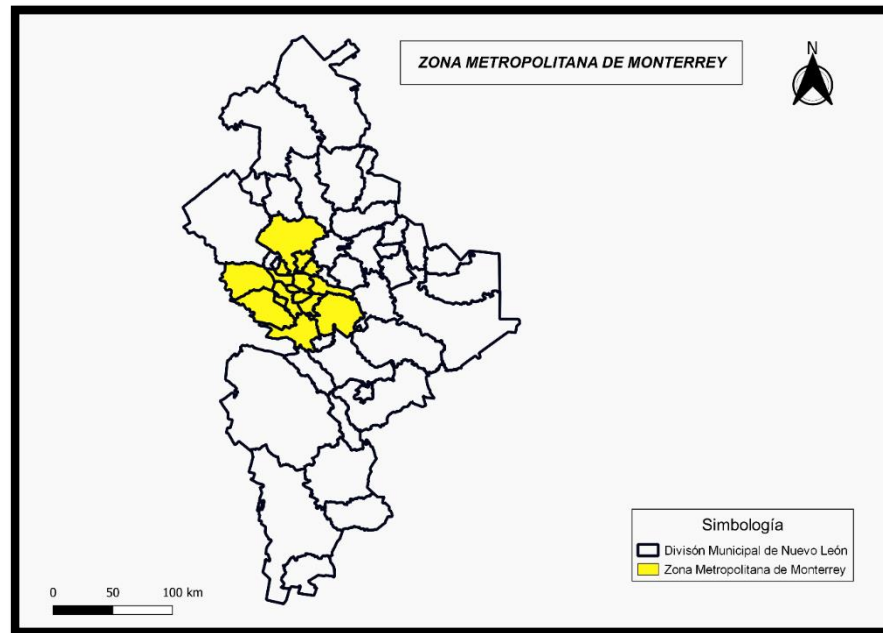 ZONA METROPOLITANA DE MONTERREY
N
Simbología
Divisón Municipal de Nuevo León
Zona Metropolitana de Monterrey
0 50 100 km